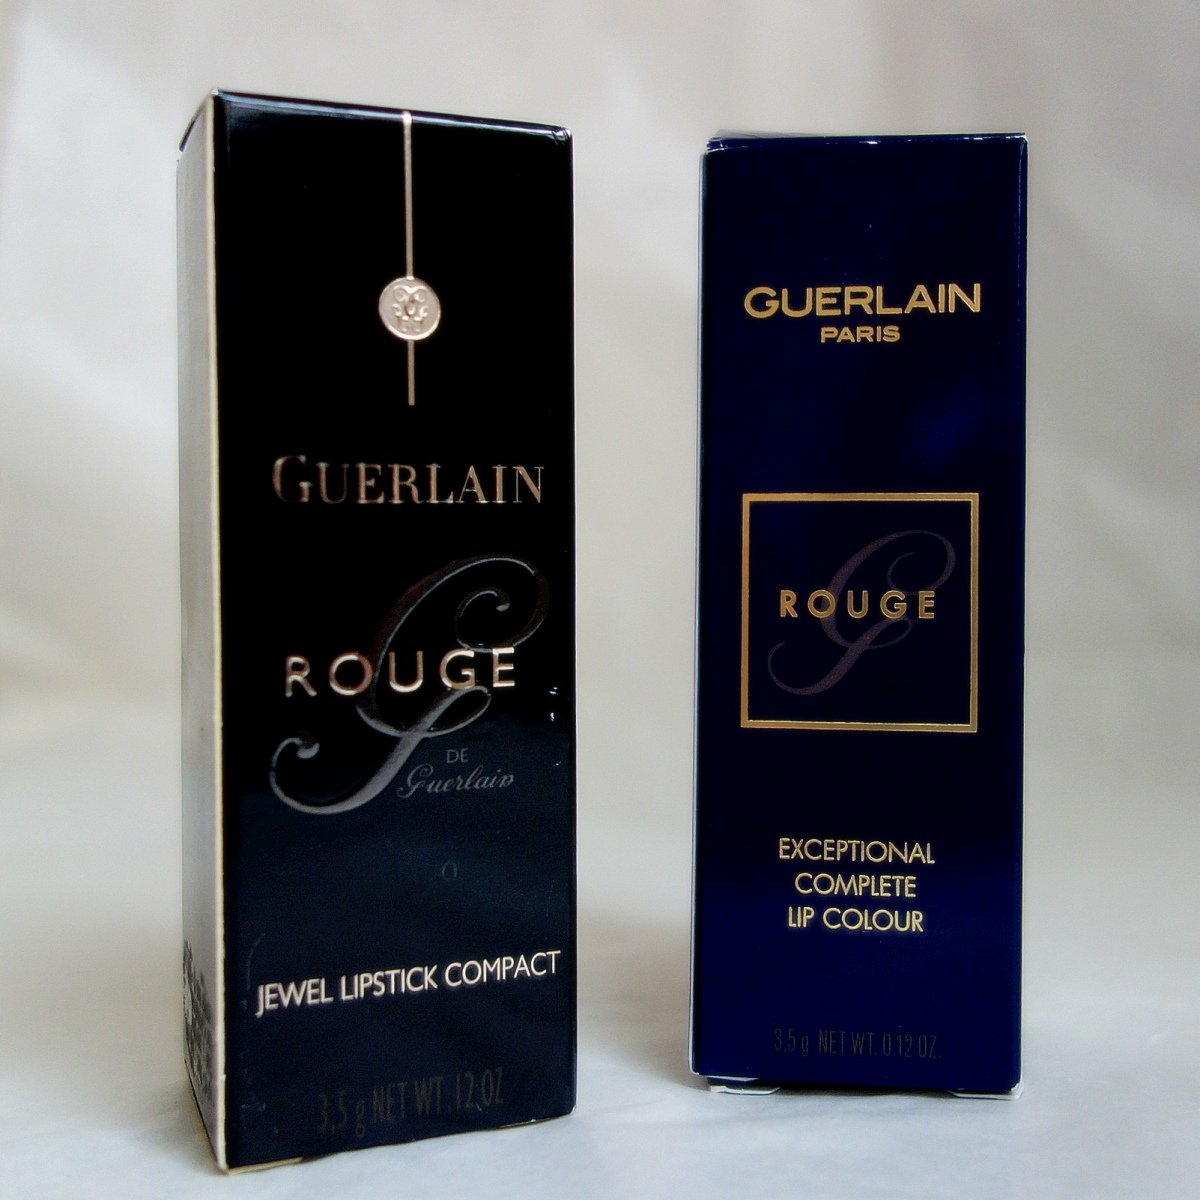 GUERLAIN
G
ROUGE
DE
Guerlain
JEWEL LIPSTICK COMPACT
3,5 g NET WT .12 OZ
GUERLAIN
PARIS
G
ROUGE
EXCEPTIONAL
COMPLETE
LIP COLOUR
3,5 g NET WT. 0.12 OZ.